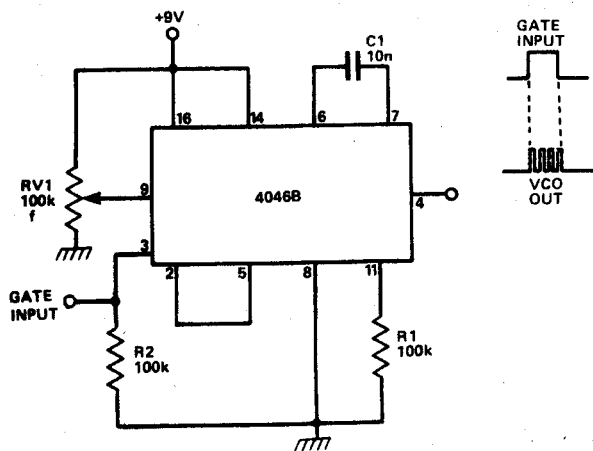 +9V
C1
10n
GATE
INPUT
16
14
6
7
RV1
100k
f
9
4046B
4
VCO
OUT
3
2
5
8
11
GATE
INPUT
R2
100k
R1
100k